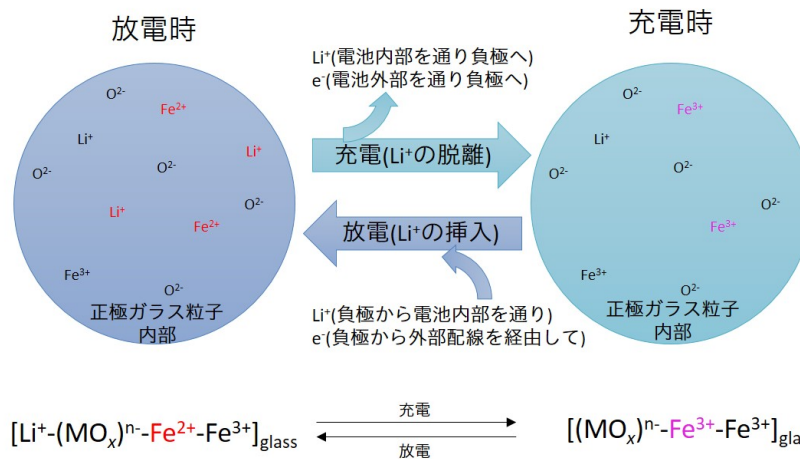 放電時
充電時
Li⁺(電池内部を通り負極へ)
e⁻(電池外部を通り負極へ)
O²⁻
Fe²⁺
Li⁺
Li⁺
O²⁻
O²⁻
Li⁺
O²⁻
Fe²⁺
Fe³⁺
O²⁻
正極ガラス粒子
内部
充電(Li⁺の脱離)
放電(Li⁺の挿入)
Li⁺(負極から電池内部を通り)
e⁻(負極から外部配線を経由して)
O²⁻
Fe³⁺
Li⁺
O²⁻
O²⁻
O²⁻
Fe³⁺
Fe³⁺
O²⁻
正極ガラス粒子
内部
[Li⁺-(MOₓ)ⁿ⁻-Fe²⁺-Fe³⁺]glass
充電
放電
[(MOₓ)ⁿ⁻-Fe³⁺-Fe³⁺]gla